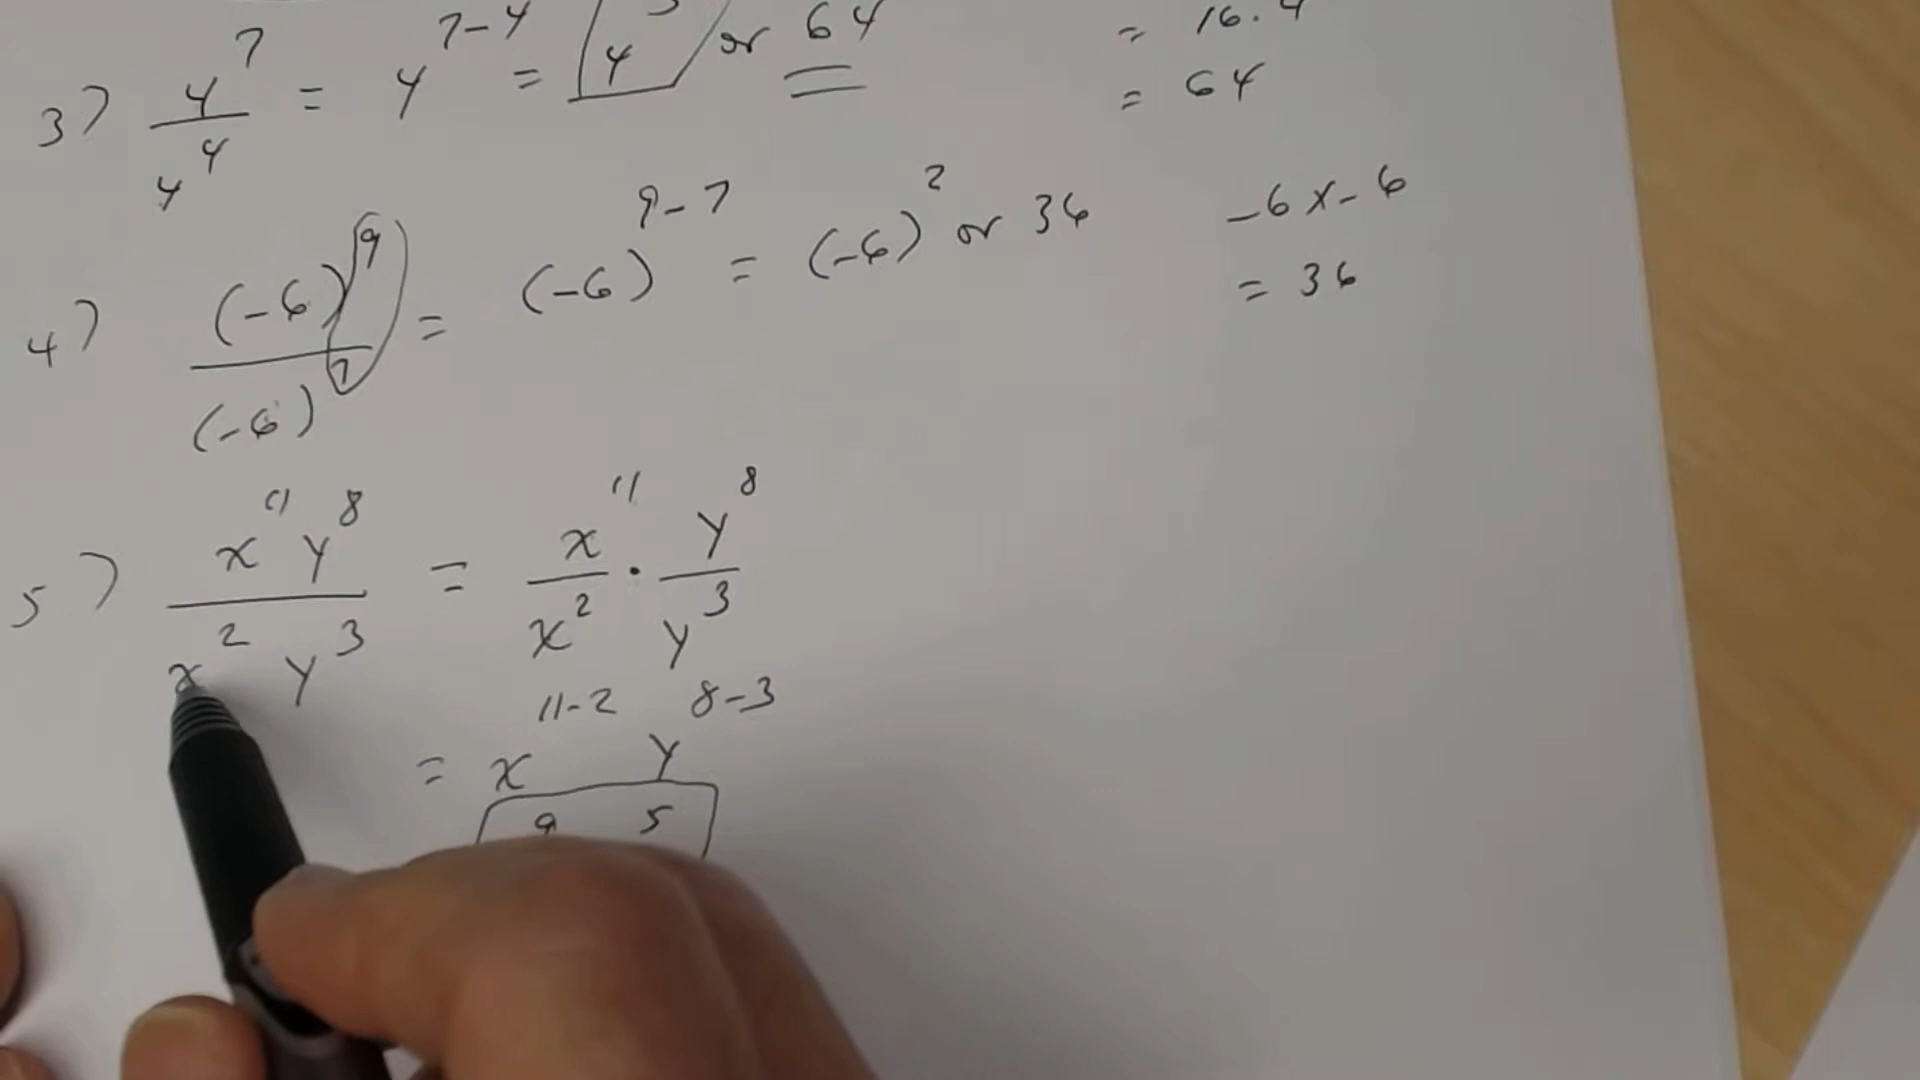 3) 4^7 / 4^4 = 4^(7-4) = 4 or 64
= 16 · 4
= 64
4) (-6)^9 / (-6)^7 = (-6)^(9-7) = (-6)^2 or 36
-6 x -6
= 36
5) x^11 y^8 / x^2 y^3 = x^11 / x^2 · y^8 / y^3
= x^(11-2) y^(8-3)
9 5